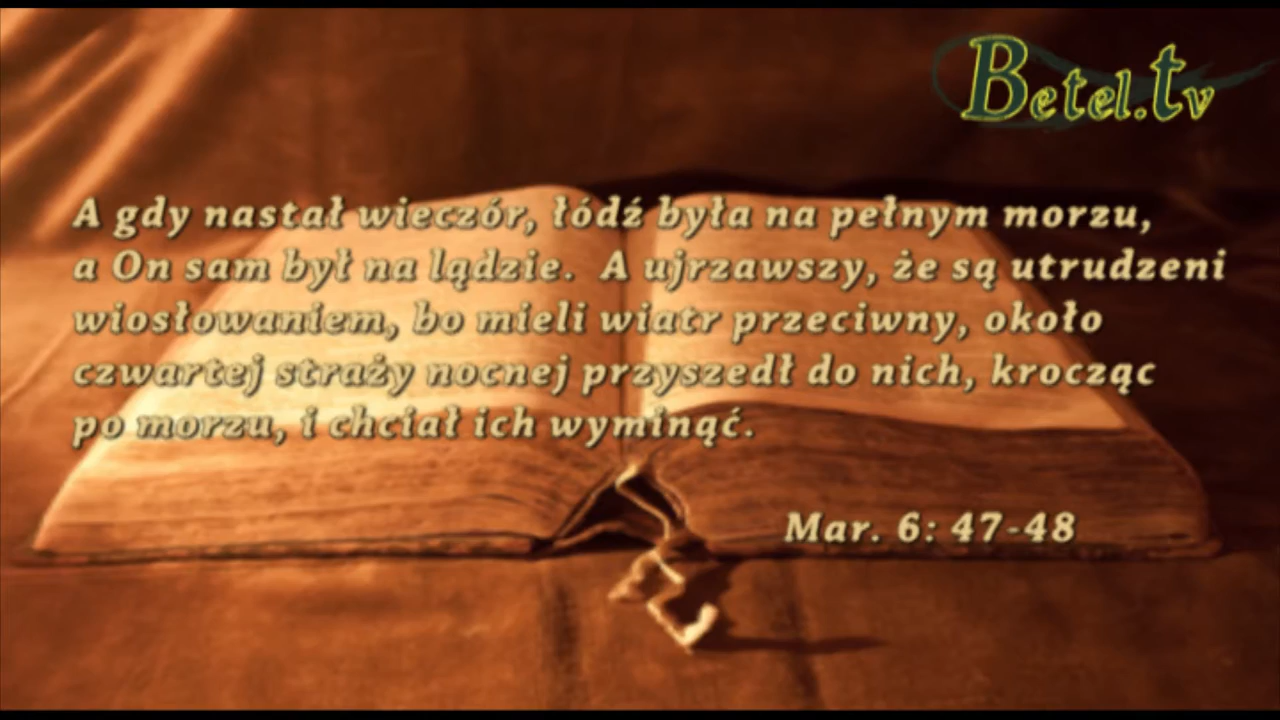 Betel.tv
A gdy nastał wieczór, łódź była na pełnym morzu,
a On sam był na lądzie. A ujrzawszy, że są utrudzeni
wiosłowaniem, bo mieli wiatr przeciwny, około
czwartej straży nocnej przyszedł do nich, krocząc
po morzu, i chciał ich wyminąć.
Mar. 6: 47-48